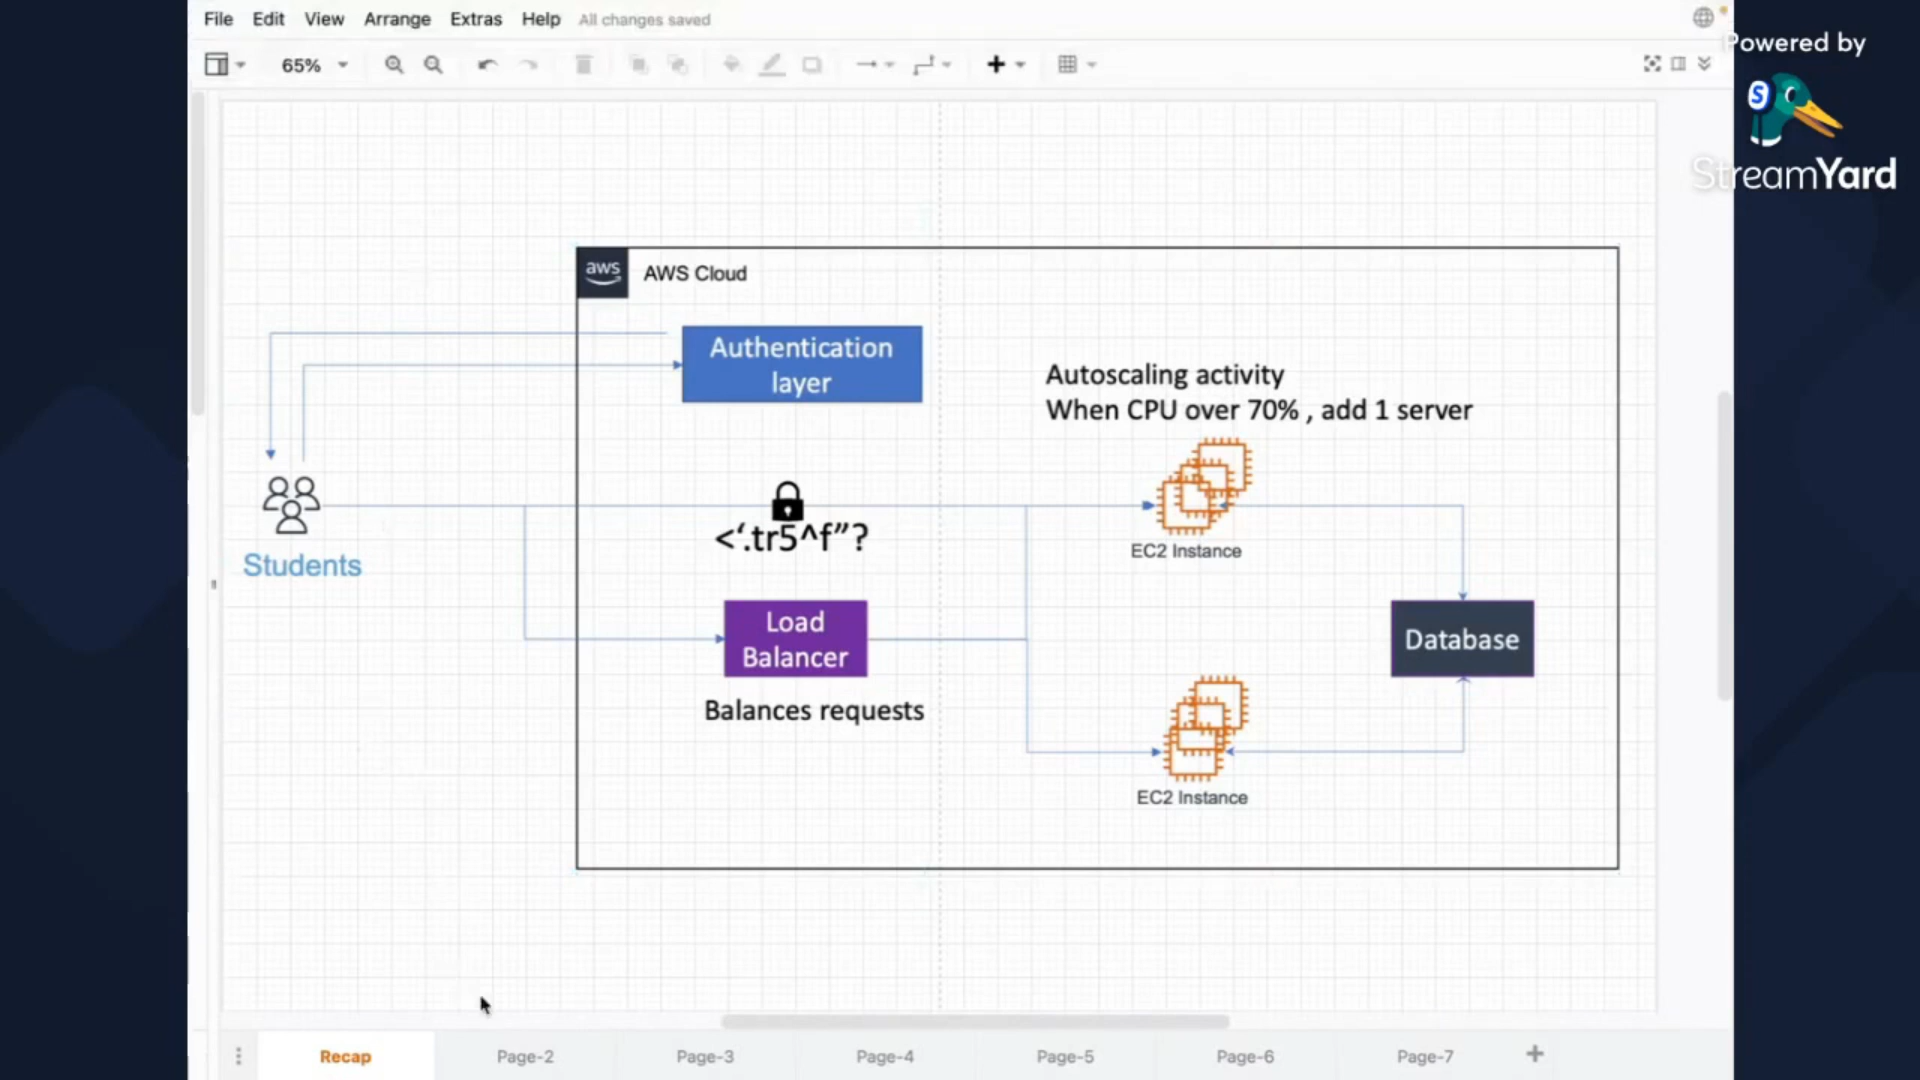 File Edit View Arrange Extras Help All changes saved
65%
Powered by
S
StreamYard
aws
AWS Cloud
Authentication
layer
Autoscaling activity
When CPU over 70% , add 1 server
<‘.tr5^f”?
EC2 Instance
Students
Load
Balancer
Database
Balances requests
EC2 Instance
Recap Page-2 Page-3 Page-4 Page-5 Page-6 Page-7